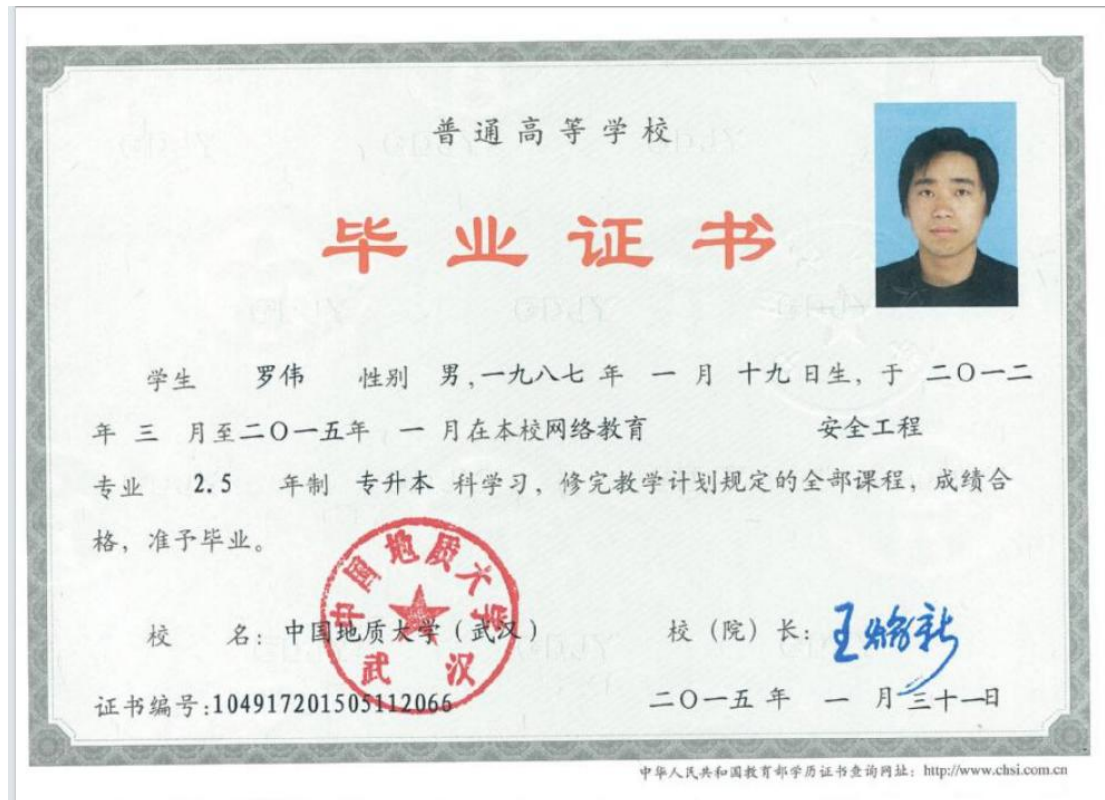 普通高等学校
毕业证书
学生 罗伟 性别 男,一九八七 年 一 月 十九 日生, 于 二〇一二
年 三 月至二〇一五年, 一 月在本校网络教育 安全工程
专业 2.5 年制 专升本 科学习, 修完教学计划规定的全部课程, 成绩合
格, 准予毕业。
中国地质大学
武汉
校 名: 中国地质大学(武汉) 校(院)长: 王焰新
证书编号:104917201505112066 二〇一五 年 一 月 三十一日
中华人民共和国教育部学历证书查询网址: http://www.chsi.com.cn